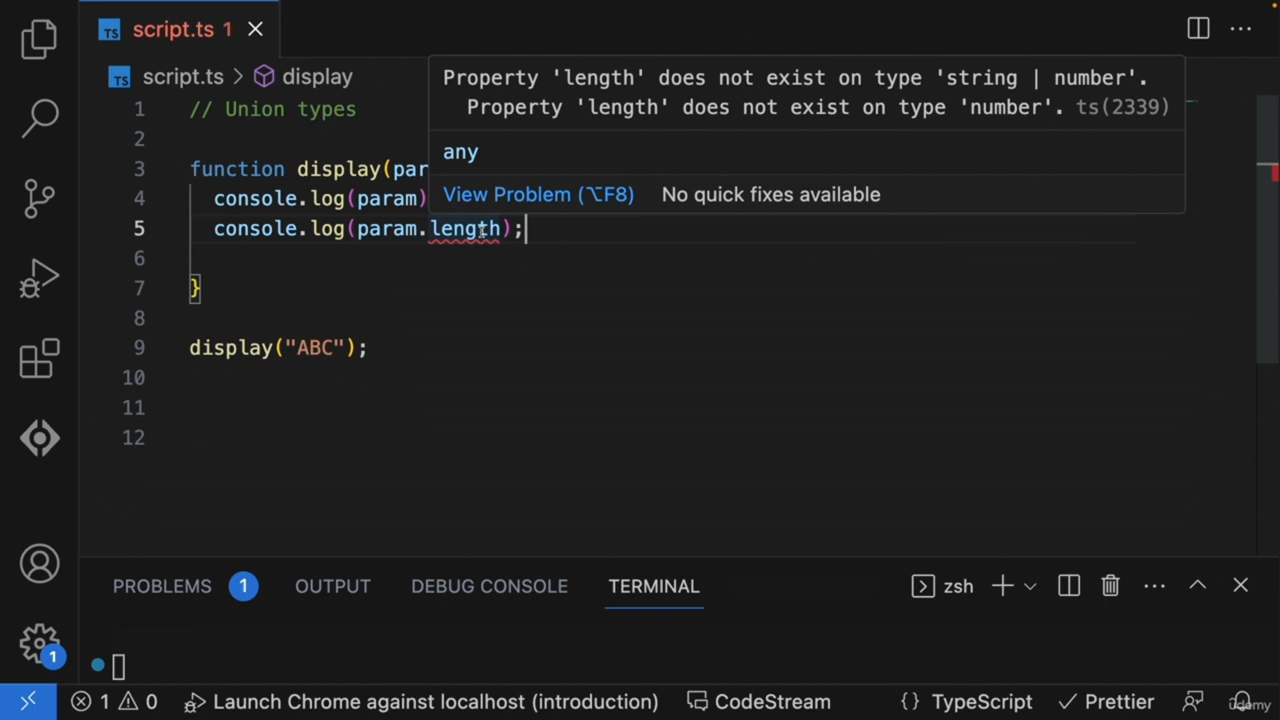 TS script.ts 1
TS script.ts > display
Property 'length' does not exist on type 'string | number'.
Property 'length' does not exist on type 'number'. ts(2339)
any
View Problem (⌥F8) No quick fixes available
1 // Union types
2
3 function display(par
4 console.log(param)
5 console.log(param.length);
6
7 }
8
9 display("ABC");
10
11
12
PROBLEMS 1 OUTPUT DEBUG CONSOLE TERMINAL zsh
1
1 0 Launch Chrome against localhost (introduction) CodeStream {} TypeScript Prettier
ûdemy